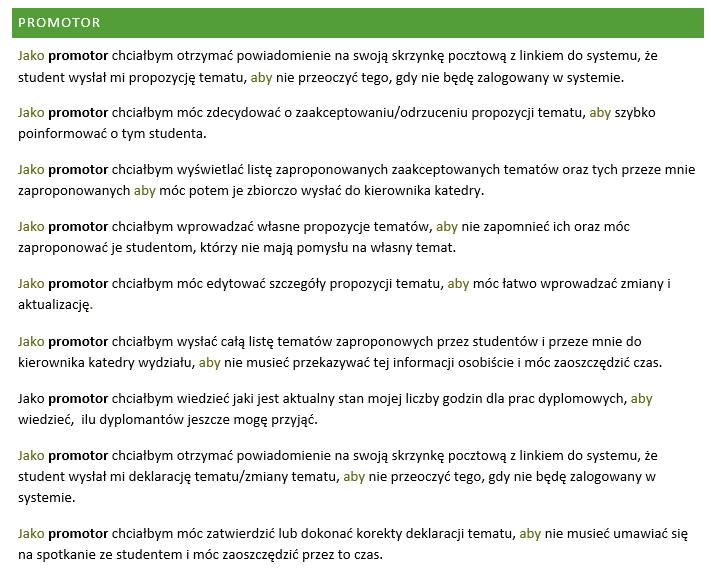 PROMOTOR
Jako promotor chciałbym otrzymać powiadomienie na swoją skrzynkę pocztową z linkiem do systemu, że
student wysłał mi propozycję tematu, aby nie przeoczyć tego, gdy nie będę zalogowany w systemie.
Jako promotor chciałbym móc zdecydować o zaakceptowaniu/odrzuceniu propozycji tematu, aby szybko
poinformować o tym studenta.
Jako promotor chciałbym wyświetlać listę zaproponowanych zaakceptowanych tematów oraz tych przeze mnie
zaproponowanych aby móc potem je zbiorczo wysłać do kierownika katedry.
Jako promotor chciałbym wprowadzać własne propozycje tematów, aby nie zapomnieć ich oraz móc
zaproponować je studentom, którzy nie mają pomysłu na własny temat.
Jako promotor chciałbym móc edytować szczegóły propozycji tematu, aby móc łatwo wprowadzać zmiany i
aktualizację.
Jako promotor chciałbym wysłać całą listę tematów zaproponowych przez studentów i przeze mnie do
kierownika katedry wydziału, aby nie musieć przekazywać tej informacji osobiście i móc zaoszczędzić czas.
Jako promotor chciałbym wiedzieć jaki jest aktualny stan mojej liczby godzin dla prac dyplomowych, aby
wiedzieć, ilu dyplomantów jeszcze mogę przyjąć.
Jako promotor chciałbym otrzymać powiadomienie na swoją skrzynkę pocztową z linkiem do systemu, że
student wysłał mi deklarację tematu/zmiany tematu, aby nie przeoczyć tego, gdy nie będę zalogowany w
systemie.
Jako promotor chciałbym móc zatwierdzić lub dokonać korekty deklaracji tematu, aby nie musieć umawiać się
na spotkanie ze studentem i móc zaoszczędzić przez to czas.